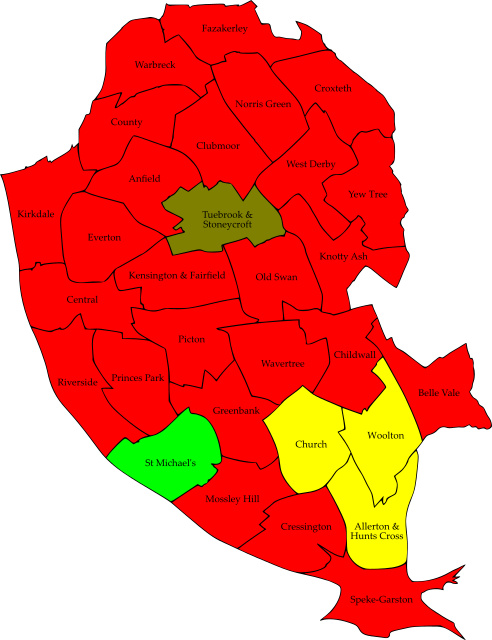 Fazakerley
Warbreck
Croxteth
Norris Green
County
Clubmoor
West Derby
Anfield
Yew Tree
Kirkdale
Tuebrook &
Stoneycroft
Everton
Knotty Ash
Kensington & Fairfield
Old Swan
Central
Picton
Childwall
Wavertree
Riverside
Princes Park
Belle Vale
Greenbank
Woolton
Church
St Michael's
Mossley Hill
Cressington
Allerton &
Hunts Cross
Speke-Garston